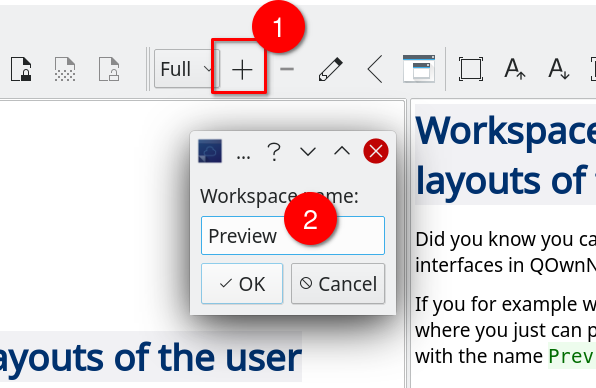 1
Full
A A
...
Workspace name:
2
Preview
OK Cancel
ayouts of the user
Workspace
layouts of
Did you know you ca
interfaces in QOwnN
If you for example w
where you just can p
with the name Prev